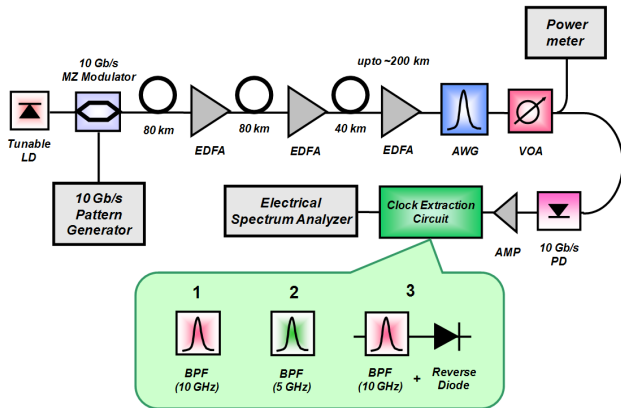 Power
meter
10 Gb/s
MZ Modulator
upto ~200 km
80 km
80 km
40 km
Tunable
LD
EDFA
EDFA
EDFA
AWG
VOA
10 Gb/s
Pattern
Generator
Electrical
Spectrum Analyzer
Clock Extraction
Circuit
AMP
10 Gb/s
PD
1
2
3
BPF
(10 GHz)
BPF
(5 GHz)
BPF
(10 GHz)
+
Reverse
Diode